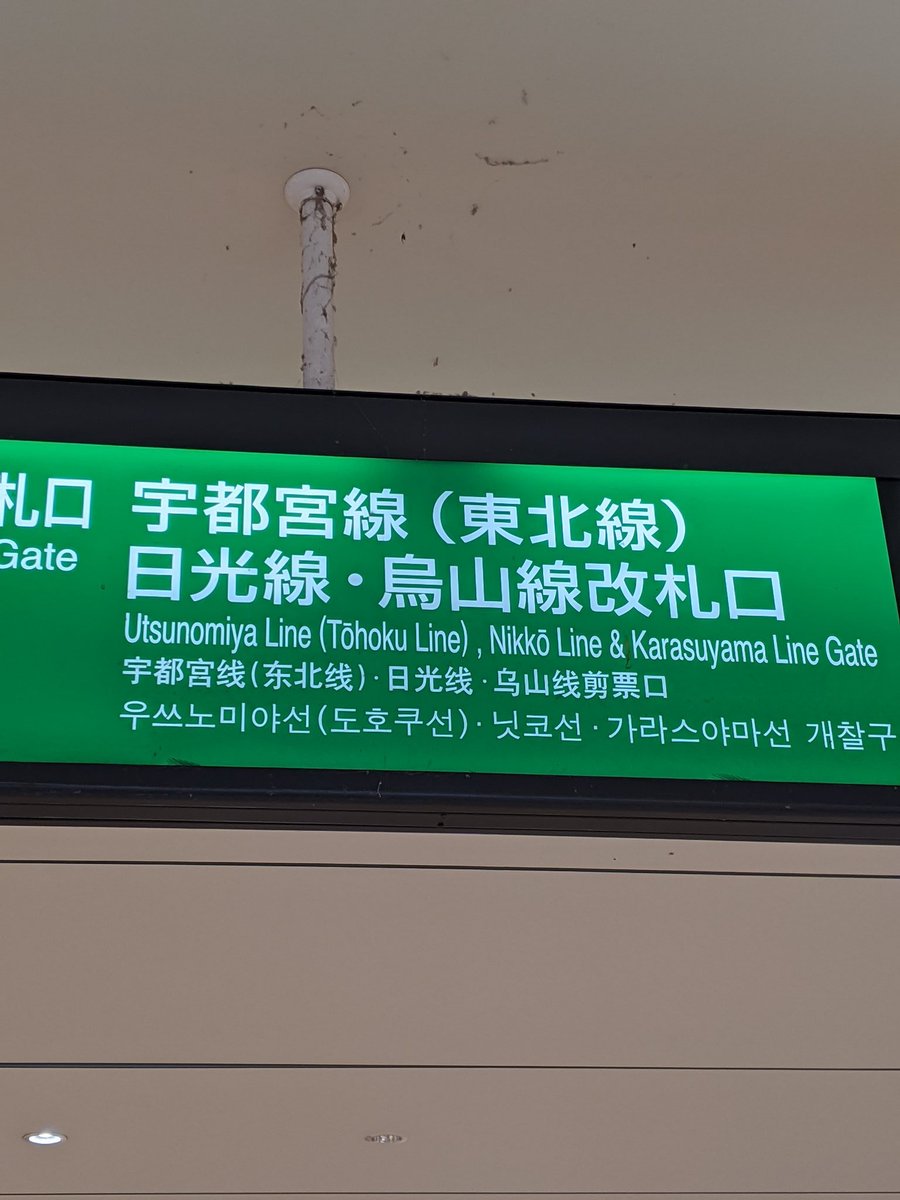 札口
Gate
宇都宮線（東北線）
日光線・烏山線改札口
Utsunomiya Line (Tōhoku Line) , Nikkō Line & Karasuyama Line Gate
宇都宫线(东北线)·日光线·乌山线剪票口
우쓰노미야선(도호쿠선)·닛코선·가라스야마선 개찰구